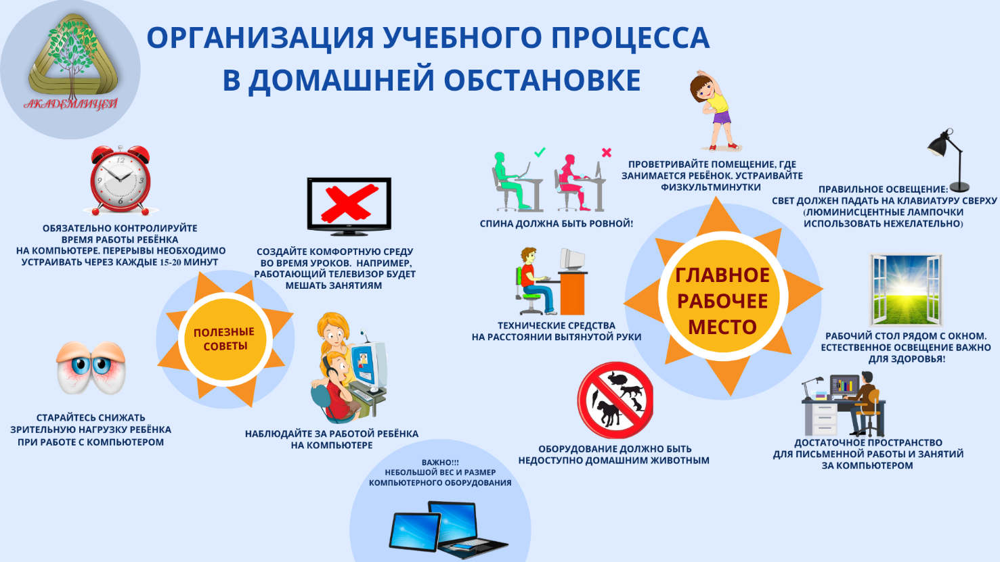 ОРГАНИЗАЦИЯ УЧЕБНОГО ПРОЦЕССА
В ДОМАШНЕЙ ОБСТАНОВКЕ
АКАДЕМЛИЦЕЙ
12
3
6
9
ОБЯЗАТЕЛЬНО КОНТРОЛИРУЙТЕ
ВРЕМЯ РАБОТЫ РЕБЁНКА
НА КОМПЬЮТЕРЕ. ПЕРЕРЫВЫ НЕОБХОДИМО
УСТРАИВАТЬ ЧЕРЕЗ КАЖДЫЕ 15-20 МИНУТ
СОЗДАЙТЕ КОМФОРТНУЮ СРЕДУ
ВО ВРЕМЯ УРОКОВ. НАПРИМЕР,
РАБОТАЮЩИЙ ТЕЛЕВИЗОР БУДЕТ
МЕШАТЬ ЗАНЯТИЯМ
ПОЛЕЗНЫЕ
СОВЕТЫ
СТАРАЙТЕСЬ СНИЖАТЬ
ЗРИТЕЛЬНУЮ НАГРУЗКУ РЕБЁНКА
ПРИ РАБОТЕ С КОМПЬЮТЕРОМ
НАБЛЮДАЙТЕ ЗА РАБОТОЙ РЕБЁНКА
НА КОМПЬЮТЕРЕ
ВАЖНО!!!
НЕБОЛЬШОЙ ВЕС И РАЗМЕР
КОМПЬЮТЕРНОГО ОБОРУДОВАНИЯ
СПИНА ДОЛЖНА БЫТЬ РОВНОЙ!
ПРОВЕТРИВАЙТЕ ПОМЕЩЕНИЕ, ГДЕ
ЗАНИМАЕТСЯ РЕБЁНОК. УСТРАИВАЙТЕ
ФИЗКУЛЬТМИНУТКИ
ПРАВИЛЬНОЕ ОСВЕЩЕНИЕ:
СВЕТ ДОЛЖЕН ПАДАТЬ НА КЛАВИАТУРУ СВЕРХУ
(ЛЮМИНИСЦЕНТНЫЕ ЛАМПОЧКИ
ИСПОЛЬЗОВАТЬ НЕЖЕЛАТЕЛЬНО)
ГЛАВНОЕ
РАБОЧЕЕ
МЕСТО
ТЕХНИЧЕСКИЕ СРЕДСТВА
НА РАССТОЯНИИ ВЫТЯНУТОЙ РУКИ
РАБОЧИЙ СТОЛ РЯДОМ С ОКНОМ.
ЕСТЕСТВЕННОЕ ОСВЕЩЕНИЕ ВАЖНО
ДЛЯ ЗДОРОВЬЯ!
ОБОРУДОВАНИЕ ДОЛЖНО БЫТЬ
НЕДОСТУПНО ДОМАШНИМ ЖИВОТНЫМ
ДОСТАТОЧНОЕ ПРОСТРАНСТВО
ДЛЯ ПИСЬМЕННОЙ РАБОТЫ И ЗАНЯТИЙ
ЗА КОМПЬЮТЕРОМ